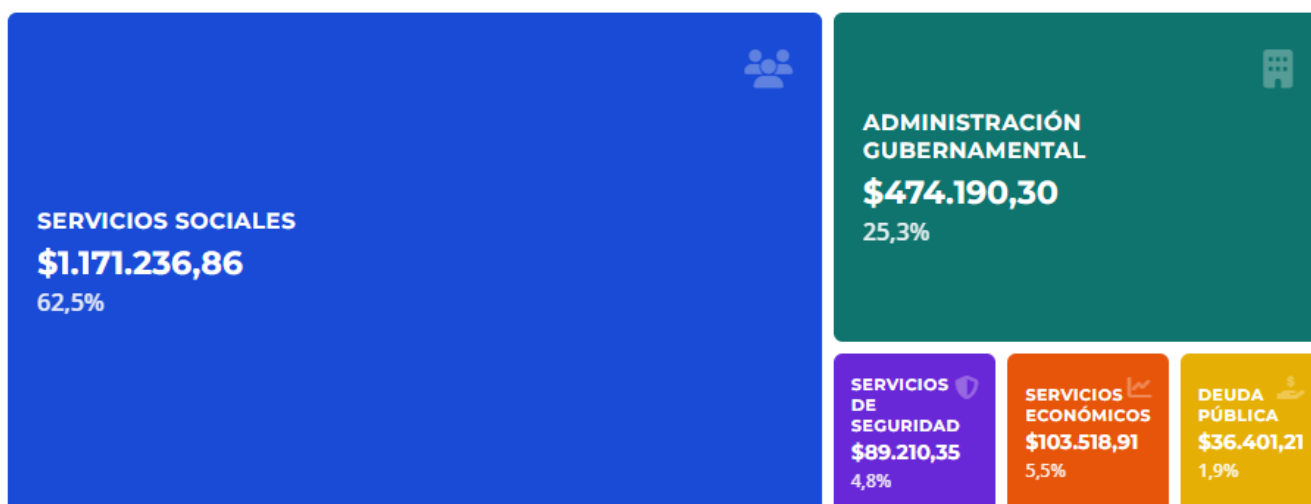 SERVICIOS SOCIALES
$1.171.236,86
62,5%
ADMINISTRACIÓN
GUBERNAMENTAL
$474.190,30
25,3%
SERVICIOS
DE
SEGURIDAD
$89.210,35
4,8%
SERVICIOS
ECONÓMICOS
$103.518,91
5,5%
DEUDA
PÚBLICA
$36.401,21
1,9%